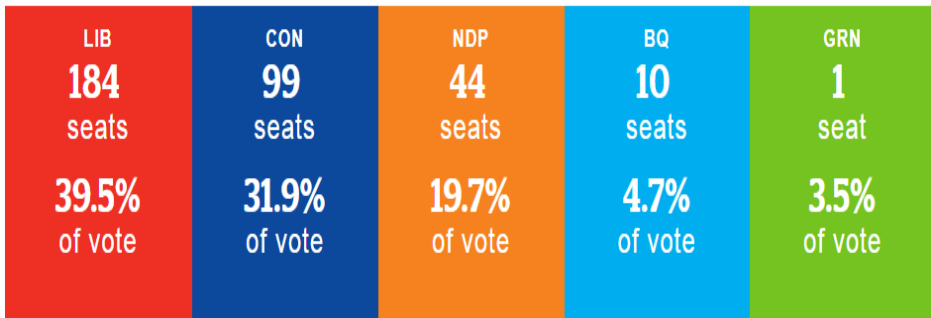 LIB
184
seats
39.5%
of vote
CON
99
seats
31.9%
of vote
NDP
44
seats
19.7%
of vote
BQ
10
seats
4.7%
of vote
GRN
1
seat
3.5%
of vote